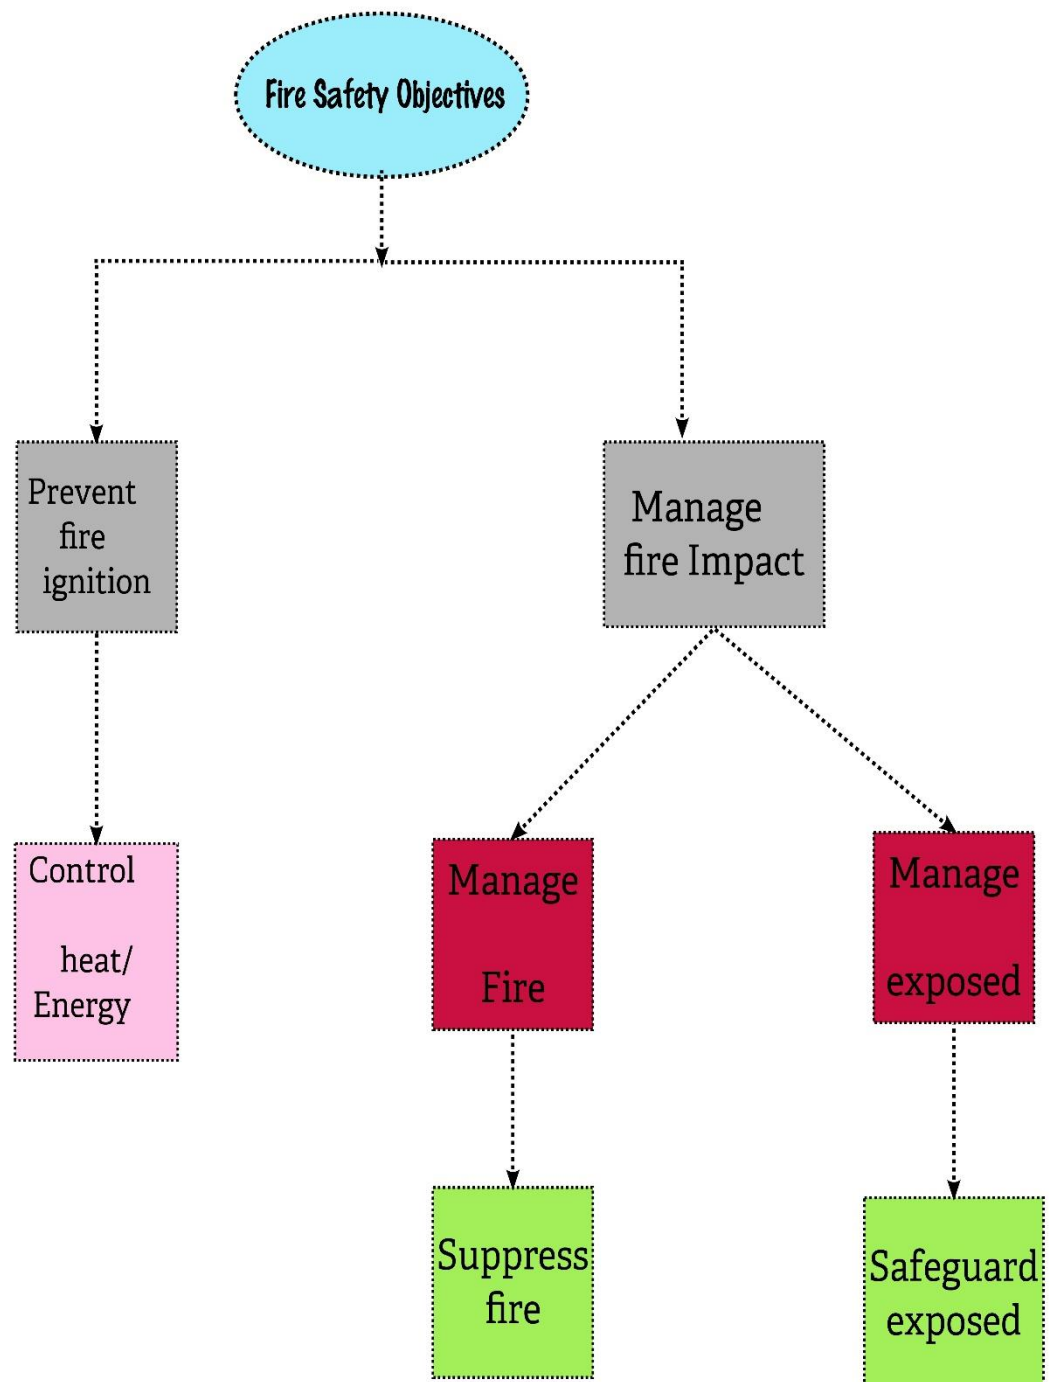 Fire Safety Objectives
Prevent
fire
ignition
Manage
fire Impact
Control
heat/
Energy
Manage
Fire
Manage
exposed
Suppress
fire
Safeguard
exposed